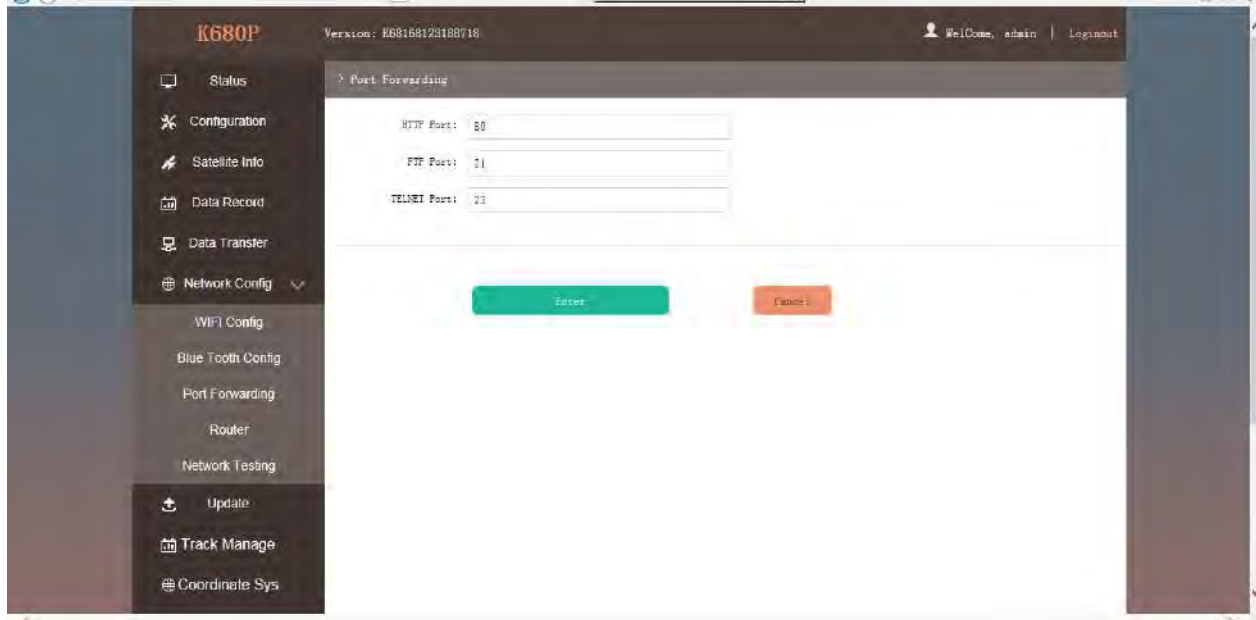 K680P
Version: K68168123188718
WelCome, admin | Loginout
Status
> Port Forwarding
Configuration
HTTP Port: 80
Satellite Info
FTP Port: 21
Data Record
TELNET Port: 23
Data Transfer
Network Config
Enter
Cancel
WIFI Config
Blue Tooth Config
Port Forwarding
Router
Network Testing
Update
Track Manage
Coordinate Sys